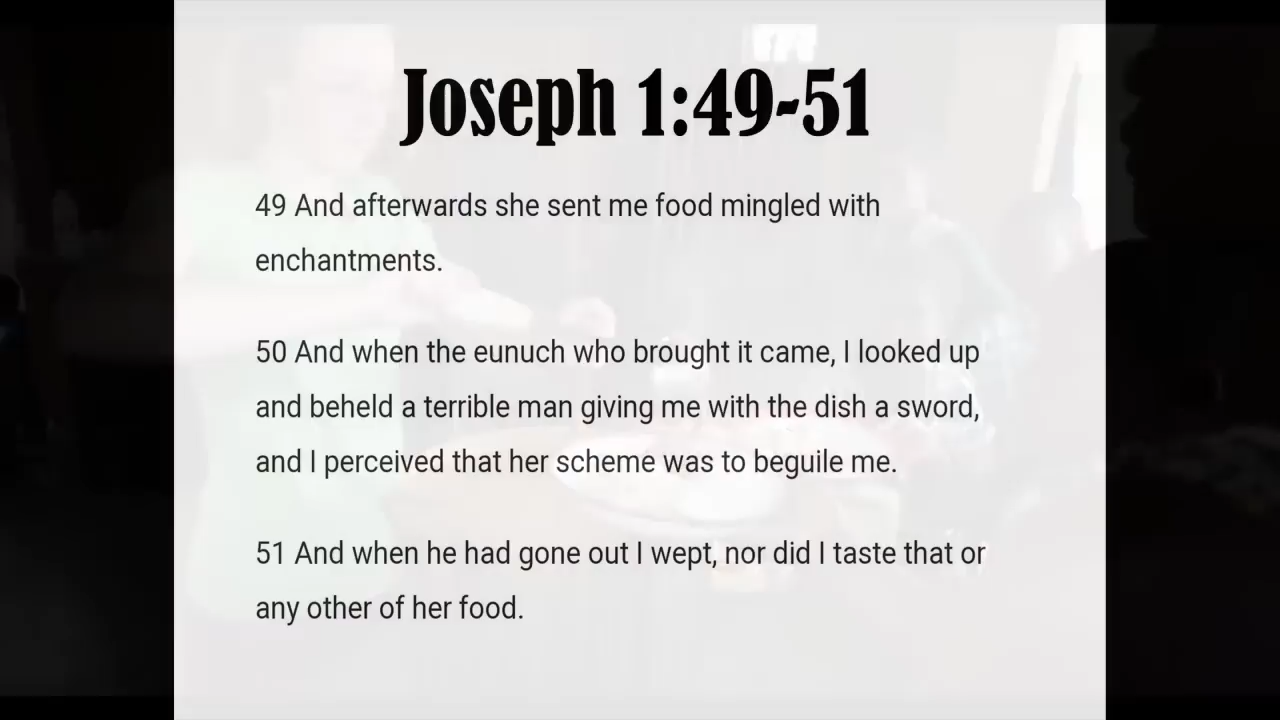 Joseph 1:49-51
49 And afterwards she sent me food mingled with
enchantments.
50 And when the eunuch who brought it came, I looked up
and beheld a terrible man giving me with the dish a sword,
and I perceived that her scheme was to beguile me.
51 And when he had gone out I wept, nor did I taste that or
any other of her food.